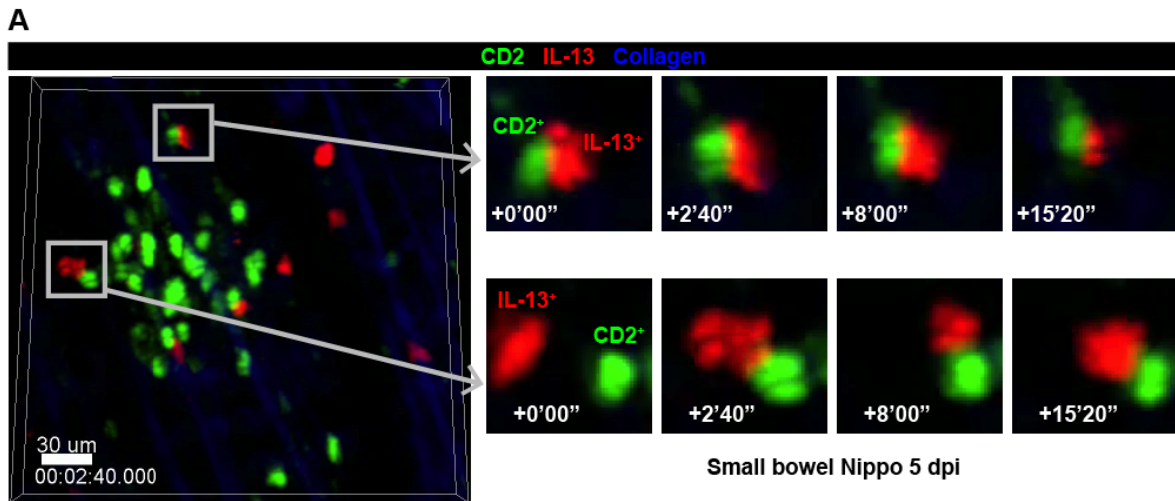 A
CD2 IL-13 Collagen
CD2⁺
IL-13⁺
+0’00”
+2’40”
+8’00”
+15’20”
IL-13⁺
CD2⁺
+0’00”
+2’40”
+8’00”
+15’20”
30 um
00:02:40.000
Small bowel Nippo 5 dpi